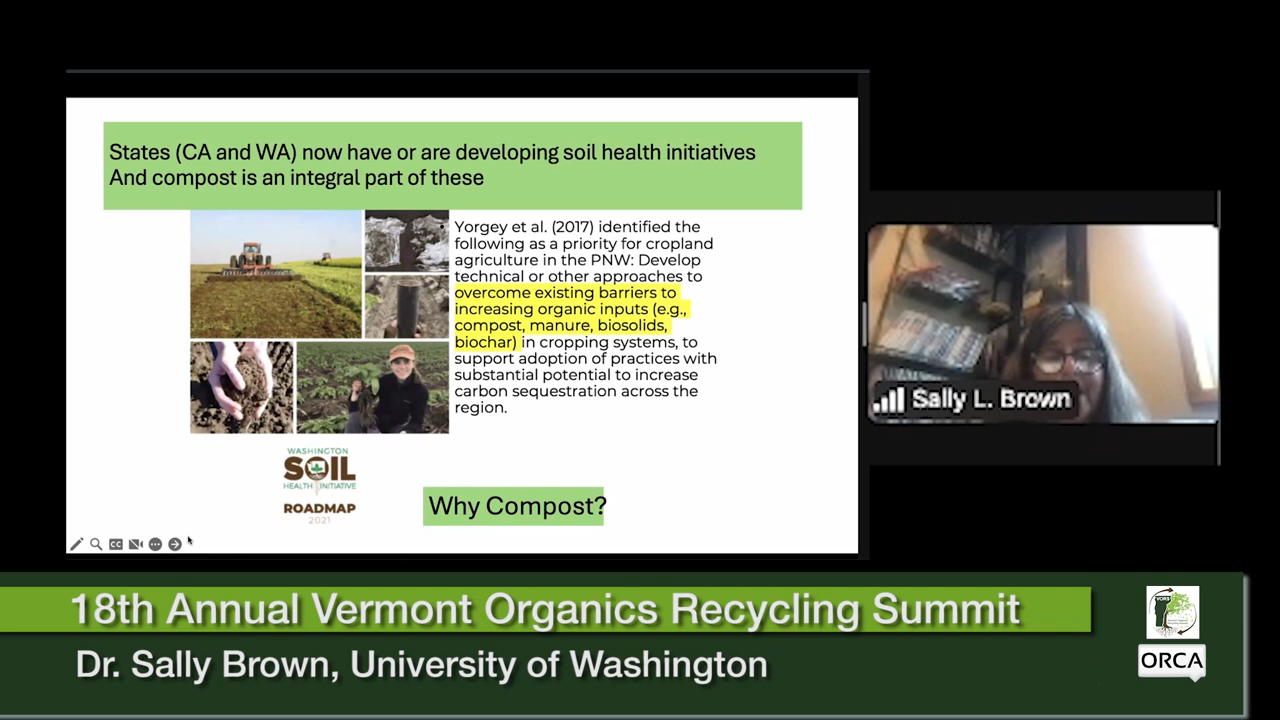 States (CA and WA) now have or are developing soil health initiatives
And compost is an integral part of these
Yorgey et al. (2017) identified the
following as a priority for cropland
agriculture in the PNW: Develop
technical or other approaches to
overcome existing barriers to
increasing organic inputs (e.g.,
compost, manure, biosolids,
biochar) in cropping systems, to
support adoption of practices with
substantial potential to increase
carbon sequestration across the
region.
WASHINGTON
SOIL
HEALTH INITIATIVE
ROADMAP
2021
Why Compost?
CC
Sally L. Brown
18th Annual Vermont Organics Recycling Summit
Dr. Sally Brown, University of Washington
VORS
ORCA